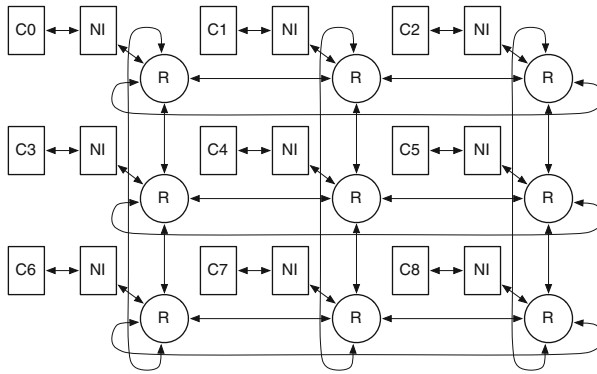 C0 NI C1 NI C2 NI
R R R
C3 NI C4 NI C5 NI
R R R
C6 NI C7 NI C8 NI
R R R